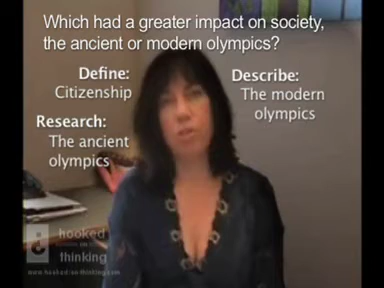 Which had a greater impact on society,
the ancient or modern olympics?
Define:
Citizenship
Research:
The ancient
olympics
Describe:
The modern
olympics
hooked
thinking